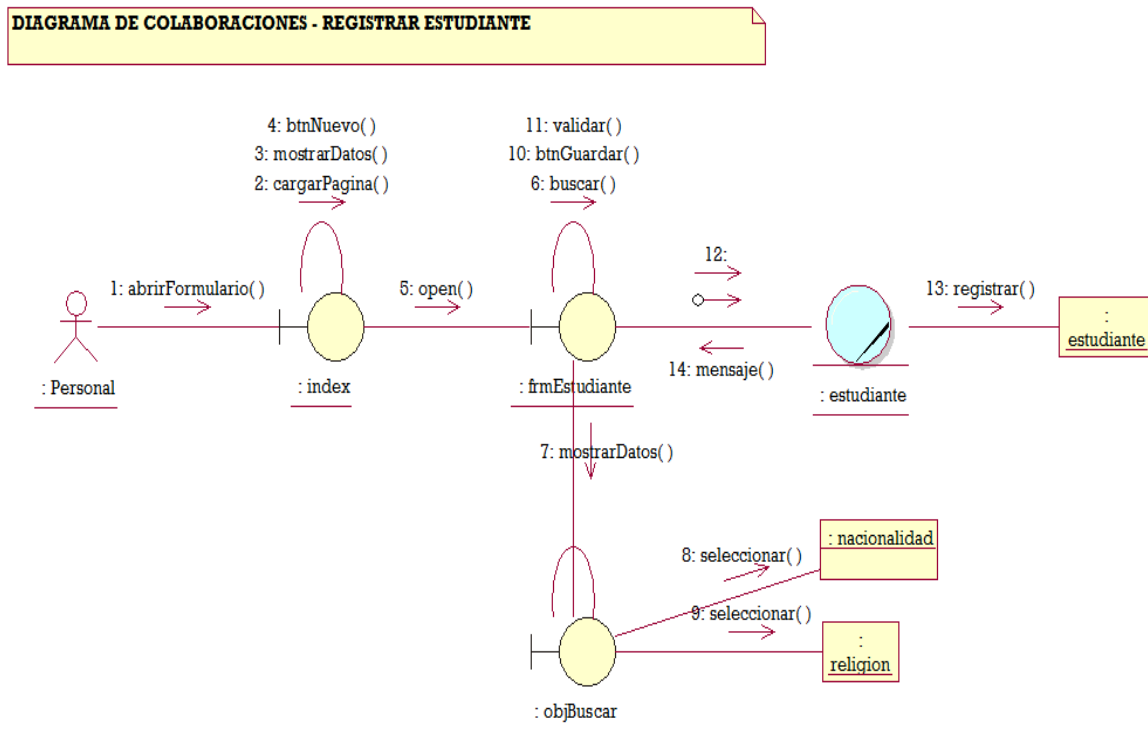 DIAGRAMA DE COLABORACIONES - REGISTRAR ESTUDIANTE
4: btnNuevo( )
3: mostrarDatos( )
2: cargarPagina( )
11: validar( )
10: btnGuardar( )
6: buscar( )
1: abrirFormulario( )
5: open( )
12:
13: registrar( )
14: mensaje( )
: Personal
: index
: frmEstudiante
: estudiante
:
estudiante
7: mostrarDatos( )
8: seleccionar( )
: nacionalidad
9: seleccionar( )
:
religion
: objBuscar